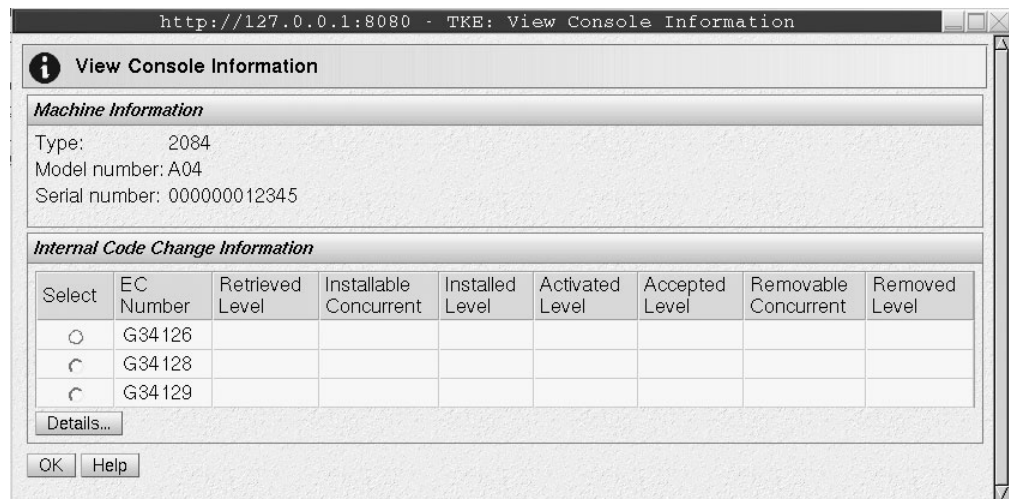 http://127.0.0.1:8080 - TKE: View Console Information
View Console Information
Machine Information
Type: 2084
Model number: A04
Serial number: 000000012345
Internal Code Change Information
Select EC Number Retrieved Level Installable Concurrent Installed Level Activated Level Accepted Level Removable Concurrent Removed Level
G34126
G34128
G34129
Details...
OK Help